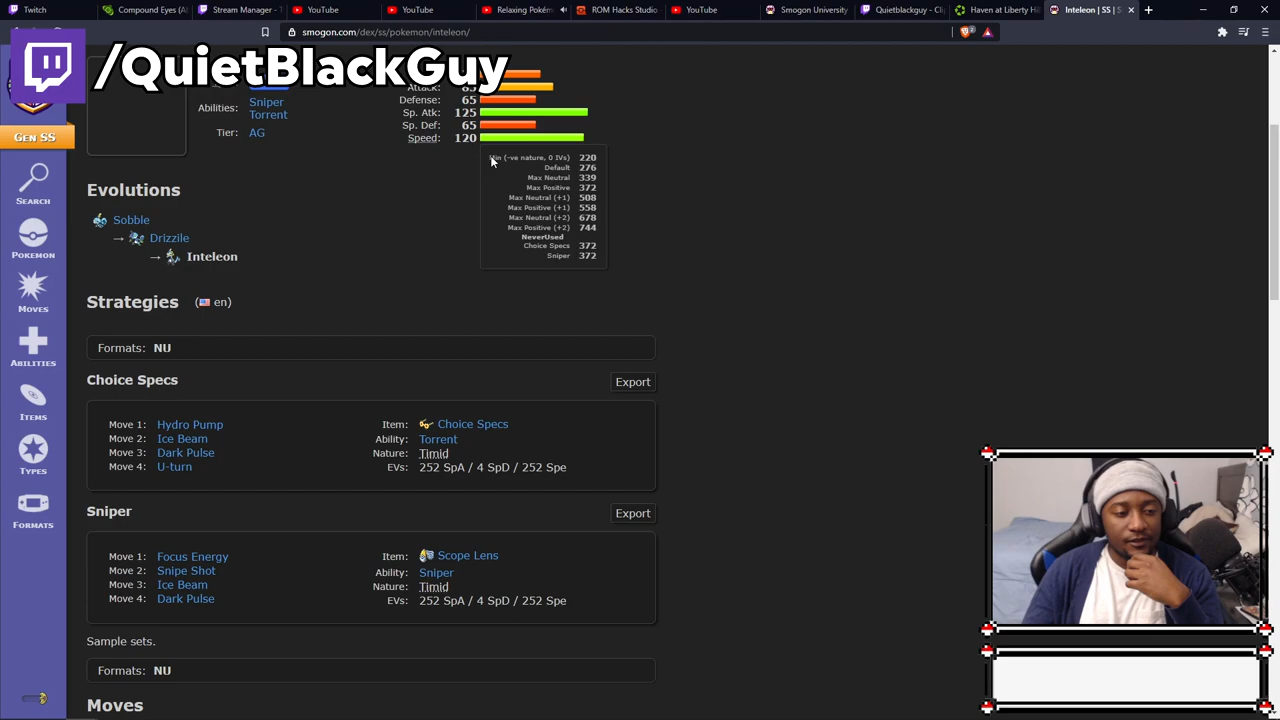 Twitch
Compound Eyes (A
Stream Manager - T
YouTube
YouTube
Relaxing Pokém
ROM Hacks Studio
YouTube
Smogon University
Quietblackguy - Cli
Haven at Liberty Hi
Inteleon | SS | S
smogon.com/dex/ss/pokemon/inteleon/
/QuietBlackGuy
GEN SS
SEARCH
POKEMON
MOVES
ABILITIES
ITEMS
TYPES
FORMATS
Abilities: Sniper
Torrent
Tier: AG
Attack: 85
Defense: 65
Sp. Atk: 125
Sp. Def: 65
Speed: 120
Min (-ve nature, 0 IVs) 220
Default 276
Max Neutral 339
Max Positive 372
Max Neutral (+1) 508
Max Positive (+1) 558
Max Neutral (+2) 678
Max Positive (+2) 744
NeverUsed
Choice Specs 372
Sniper 372
Evolutions
Sobble
→ Drizzile
→ Inteleon
Strategies (en)
Formats: NU
Choice Specs Export
Move 1: Hydro Pump
Move 2: Ice Beam
Move 3: Dark Pulse
Move 4: U-turn
Item: Choice Specs
Ability: Torrent
Nature: Timid
EVs: 252 SpA / 4 SpD / 252 Spe
Sniper Export
Move 1: Focus Energy
Move 2: Snipe Shot
Move 3: Ice Beam
Move 4: Dark Pulse
Item: Scope Lens
Ability: Sniper
Nature: Timid
EVs: 252 SpA / 4 SpD / 252 Spe
Sample sets.
Formats: NU
Moves